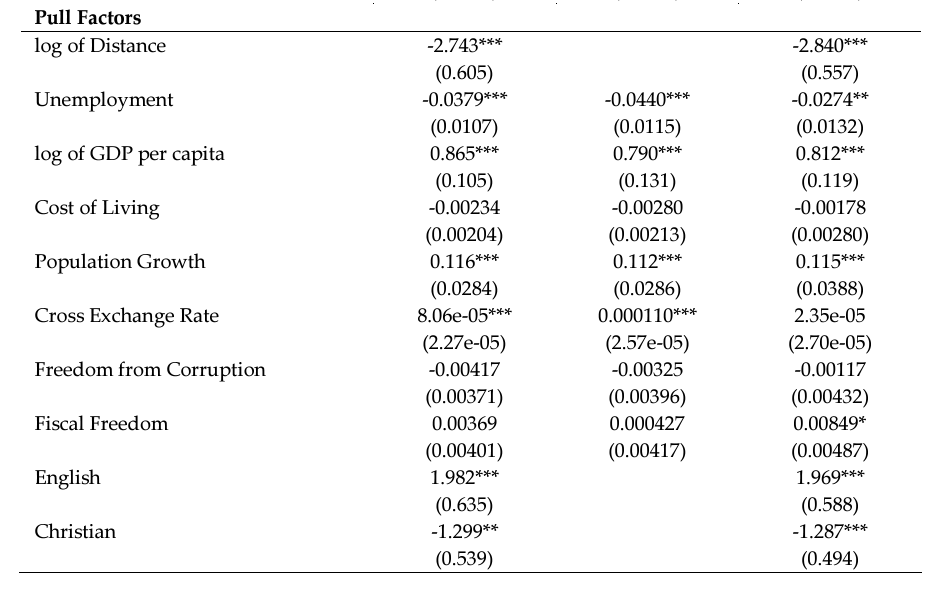 Pull Factors
log of Distance -2.743*** -2.840***
(0.605) (0.557)
Unemployment -0.0379*** -0.0440*** -0.0274**
(0.0107) (0.0115) (0.0132)
log of GDP per capita 0.865*** 0.790*** 0.812***
(0.105) (0.131) (0.119)
Cost of Living -0.00234 -0.00280 -0.00178
(0.00204) (0.00213) (0.00280)
Population Growth 0.116*** 0.112*** 0.115***
(0.0284) (0.0286) (0.0388)
Cross Exchange Rate 8.06e-05*** 0.000110*** 2.35e-05
(2.27e-05) (2.57e-05) (2.70e-05)
Freedom from Corruption -0.00417 -0.00325 -0.00117
(0.00371) (0.00396) (0.00432)
Fiscal Freedom 0.00369 0.000427 0.00849*
(0.00401) (0.00417) (0.00487)
English 1.982*** 1.969***
(0.635) (0.588)
Christian -1.299** -1.287***
(0.539) (0.494)